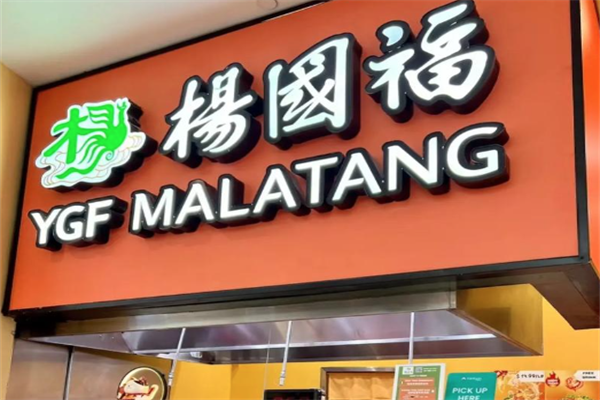 楊國福
YGF MALATANG
PICK UP
HERE